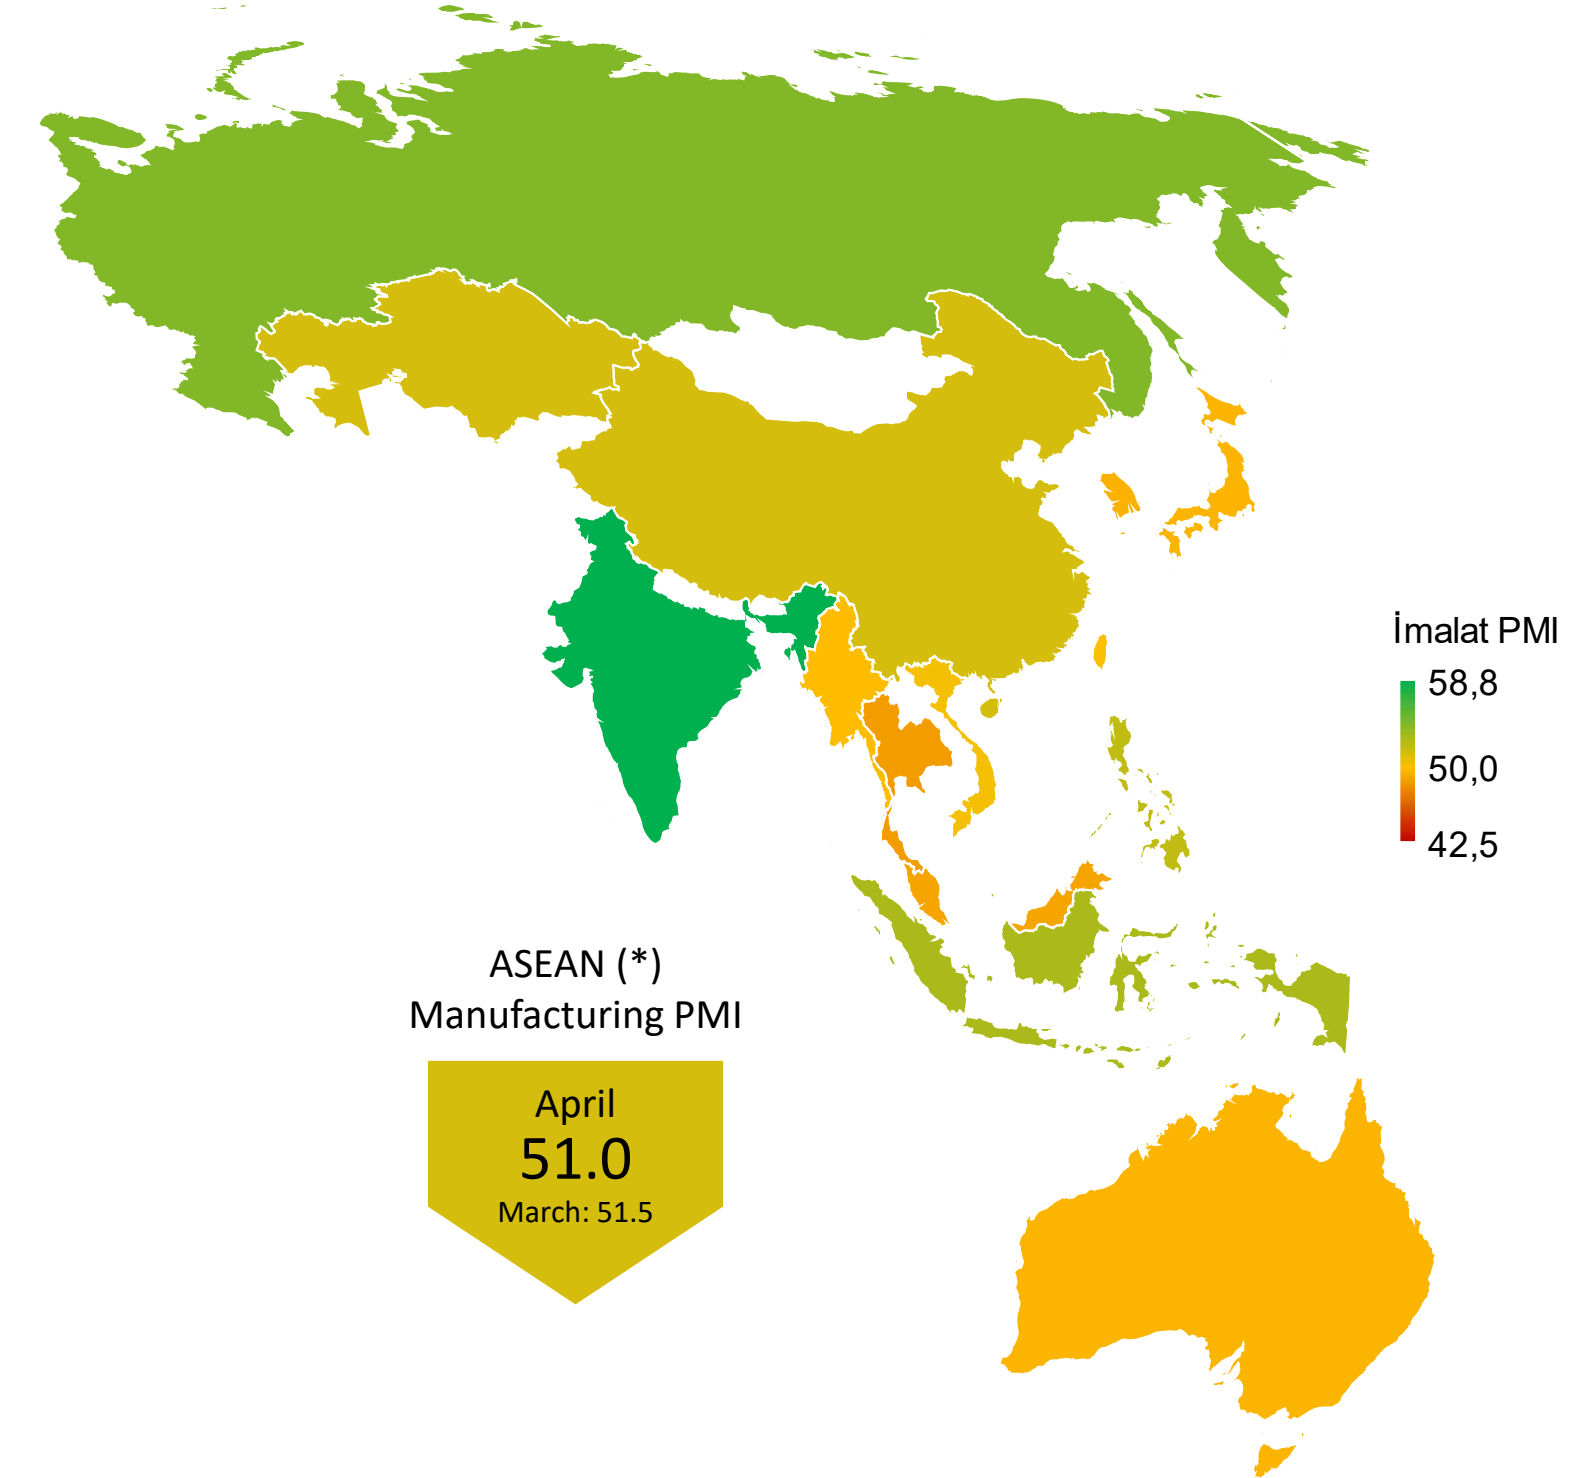 İmalat PMI
58,8
50,0
42,5
ASEAN (*)
Manufacturing PMI
April
51.0
March: 51.5